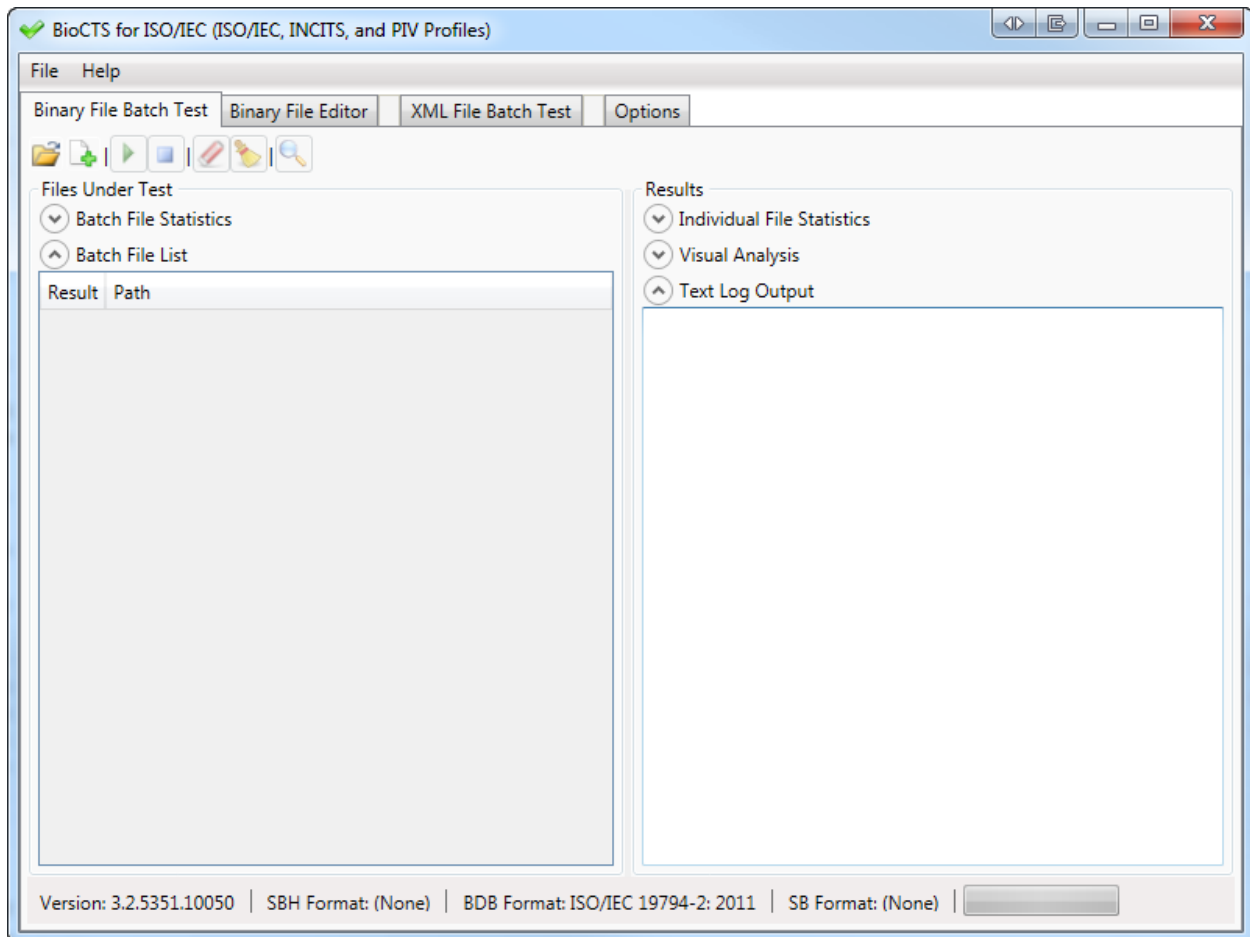 BioCTS for ISO/IEC (ISO/IEC, INCITS, and PIV Profiles)
File Help
Binary File Batch Test Binary File Editor XML File Batch Test Options
Files Under Test
Batch File Statistics
Batch File List
Result Path
Results
Individual File Statistics
Visual Analysis
Text Log Output
Version: 3.2.5351.10050 | SBH Format: (None) | BDB Format: ISO/IEC 19794-2: 2011 | SB Format: (None) |